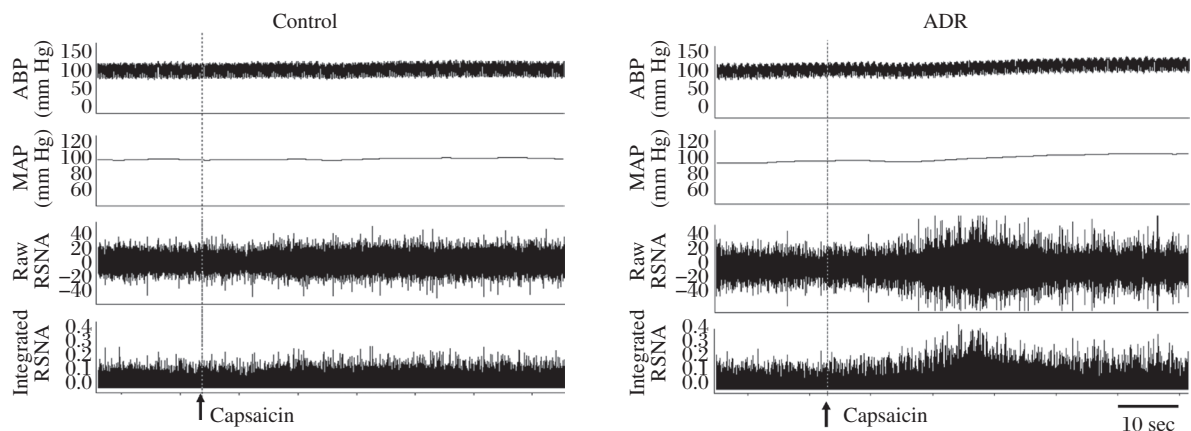 Control
ABP
(mm Hg)
150
100
50
0
MAP
(mm Hg)
120
100
80
60
Raw
RSNA
40
20
0
−20
−40
Integrated
RSNA
0.4
0.3
0.2
0.1
0.0
Capsaicin
ADR
ABP
(mm Hg)
150
100
50
0
MAP
(mm Hg)
120
100
80
60
Raw
RSNA
40
20
0
−20
−40
Integrated
RSNA
0.4
0.3
0.2
0.1
0.0
Capsaicin
10 sec